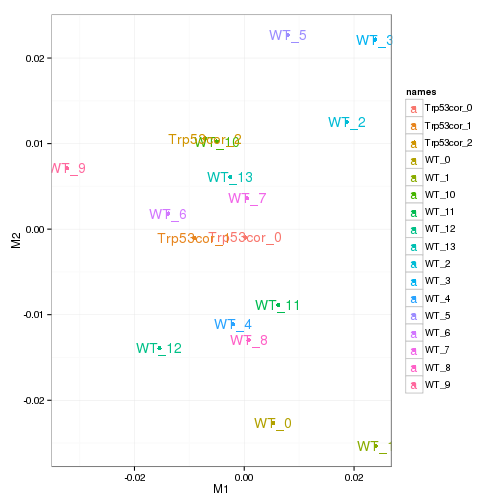 WT_5
WT_3
WT_2
Trp53cor_2
WT_10
WT_9
WT_13
WT_7
WT_6
Trp53cor_1
Trp53cor_0
WT_11
WT_4
WT_8
WT_12
WT_0
WT_1
0.02
0.01
0.00
-0.01
-0.02
M2
-0.02
0.00
0.02
M1
names
a Trp53cor_0
a Trp53cor_1
a Trp53cor_2
a WT_0
a WT_1
a WT_10
a WT_11
a WT_12
a WT_13
a WT_2
a WT_3
a WT_4
a WT_5
a WT_6
a WT_7
a WT_8
a WT_9